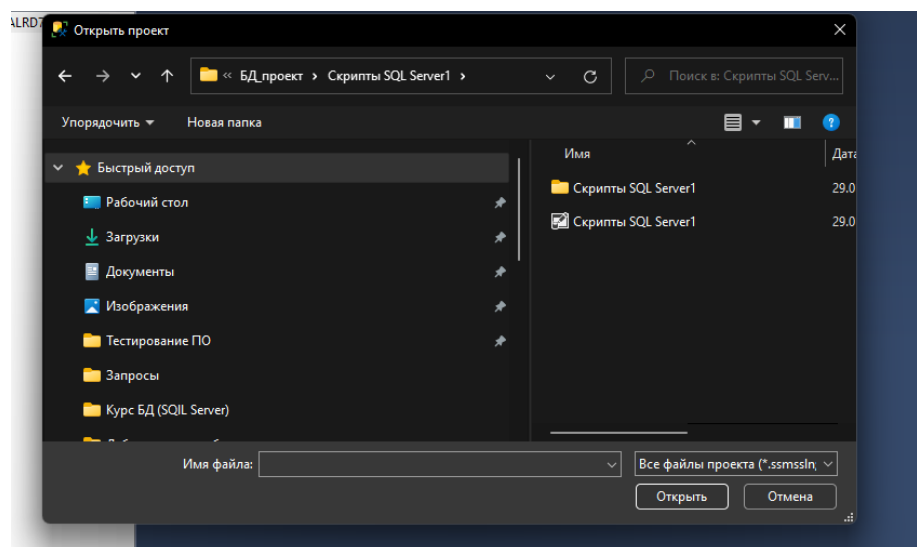 ALRD7
Открыть проект
« БД_проект › Скрипты SQL Server1 ›
Поиск в: Скрипты SQL Serv...
Упорядочить
Новая папка
Имя
Дата
Быстрый доступ
Скрипты SQL Server1
29.0
Рабочий стол
Скрипты SQL Server1
29.0
Загрузки
Документы
Изображения
Тестирование ПО
Запросы
Курс БД (SQIL Server)
Имя файла:
Все файлы проекта (*.ssmssln;
Открыть
Отмена